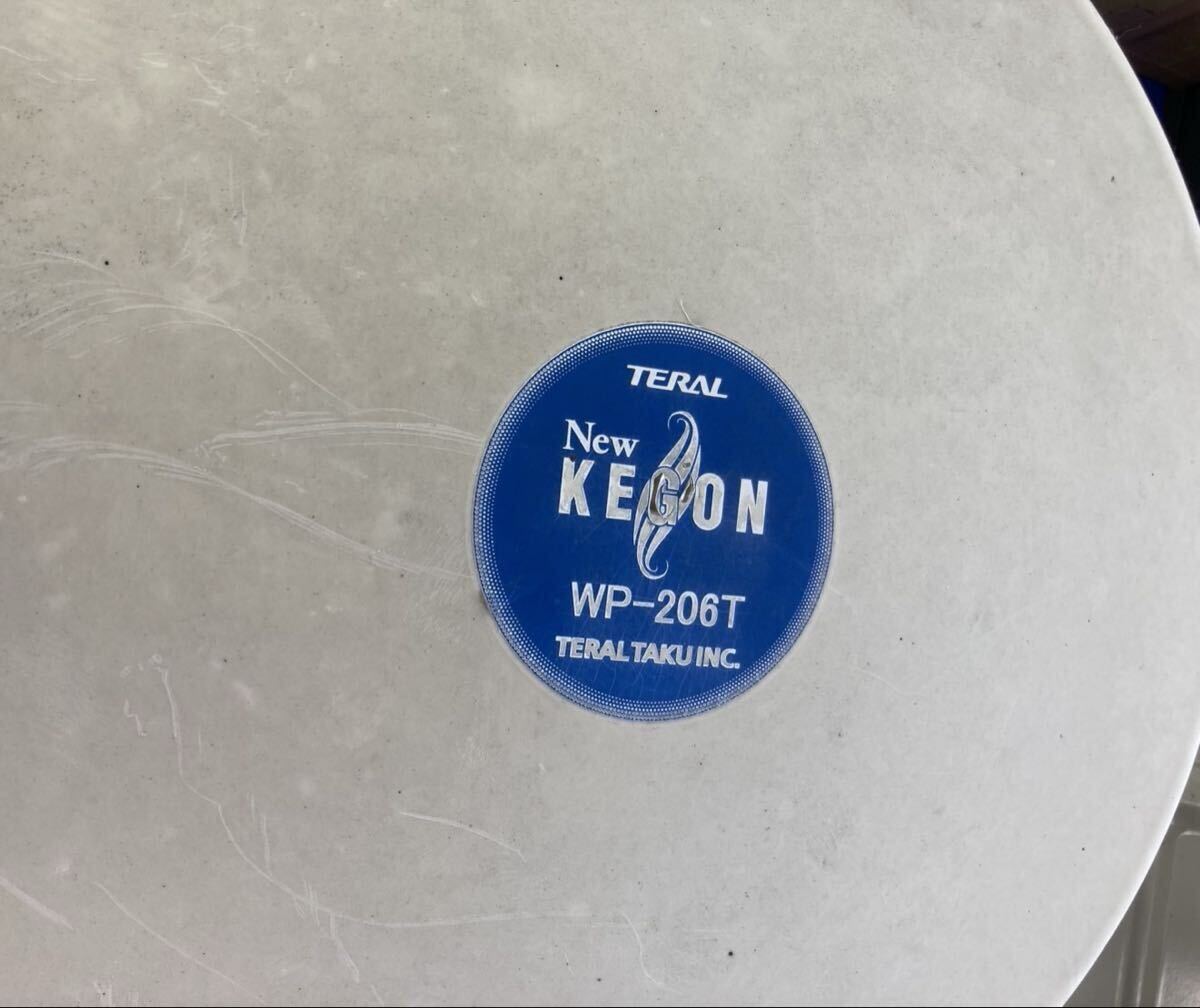 TERAL
New
KEGON
WP-206T
TERAL TAKU INC.